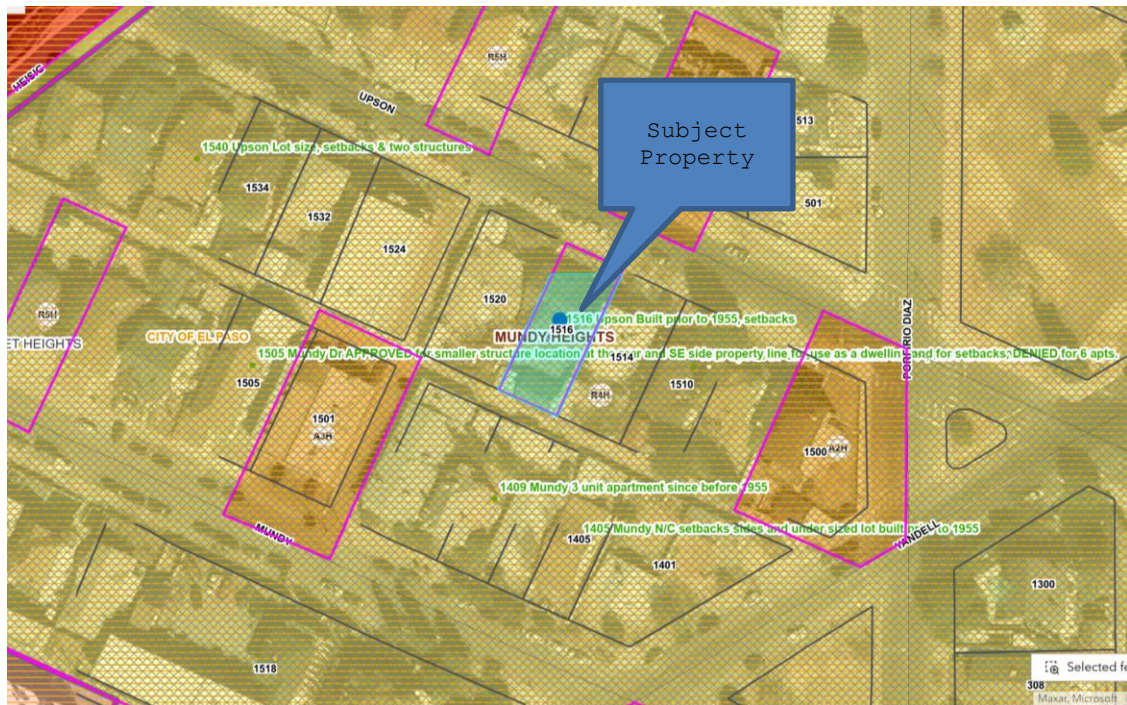 HEISIG
R5H
UPSON
513
Subject
Property
1540 Upson Lot size, setbacks & two structures
1534
501
1532
1524
1520
R5H
1516 Upson Built prior to 1955, setbacks
1516
PORFIRIO DIAZ
CITY OF EL PASO
MUNDY HEIGHTS
ET HEIGHTS
1505 Mundy Dr APPROVED for smaller structure location at the rear and SE side property line for use as a dwelling and for setbacks; DENIED for 6 apts.
1514
1505
1510
R4H
1501
A3H
1500
A2H
1409 Mundy 3 unit apartment since before 1955
MUNDY
1405 Mundy N/C setbacks sides and under sized lot built prior to 1955
YANDELL
1405
1401
1300
1518
Selected fe
308
Maxar, Microsoft